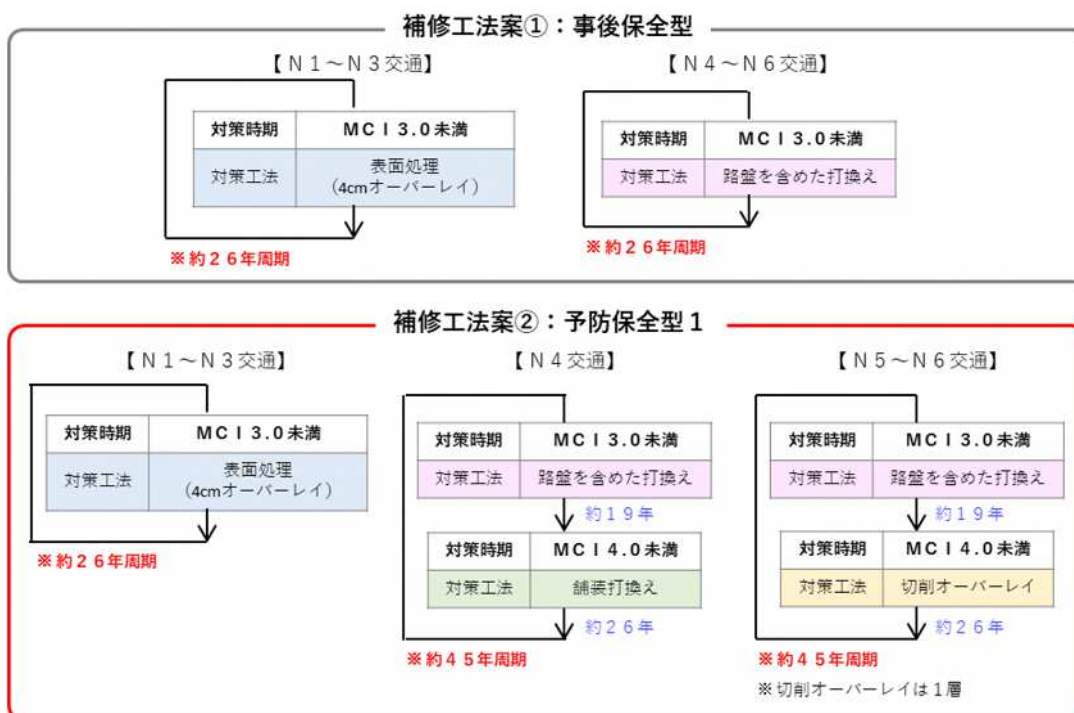 補修工法案①：事後保全型
【Ｎ１～Ｎ３交通】
対策時期 ＭＣＩ３.０未満
対策工法 表面処理
(4cmオーバーレイ)
※約２６年周期
【Ｎ４～Ｎ６交通】
対策時期 ＭＣＩ３.０未満
対策工法 路盤を含めた打換え
※約２６年周期
補修工法案②：予防保全型１
【Ｎ１～Ｎ３交通】
対策時期 ＭＣＩ３.０未満
対策工法 表面処理
(4cmオーバーレイ)
※約２６年周期
【Ｎ４交通】
対策時期 ＭＣＩ３.０未満
対策工法 路盤を含めた打換え
約１９年
対策時期 ＭＣＩ４.０未満
対策工法 舗装打換え
約２６年
※約４５年周期
【Ｎ５～Ｎ６交通】
対策時期 ＭＣＩ３.０未満
対策工法 路盤を含めた打換え
約１９年
対策時期 ＭＣＩ４.０未満
対策工法 切削オーバーレイ
約２６年
※約４５年周期
※切削オーバーレイは１層